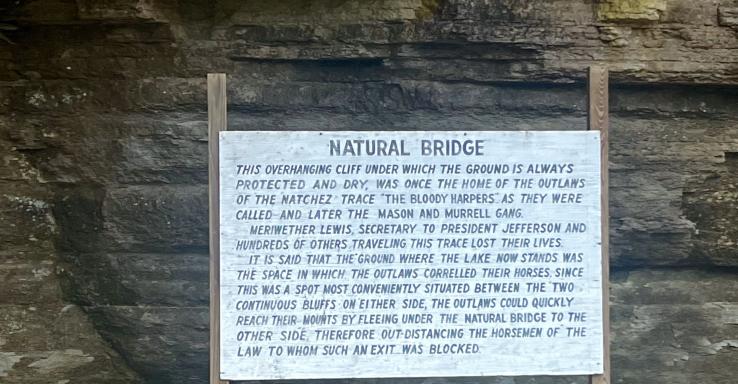 NATURAL BRIDGE
THIS OVERHANGING CLIFF UNDER WHICH THE GROUND IS ALWAYS
PROTECTED AND DRY, WAS ONCE THE HOME OF THE OUTLAWS
OF THE NATCHEZ TRACE "THE BLOODY HARPERS" AS THEY WERE
CALLED AND LATER THE MASON AND MURRELL GANG.
MERIWETHER LEWIS, SECRETARY TO PRESIDENT JEFFERSON AND
HUNDREDS OF OTHERS TRAVELING THIS TRACE LOST THEIR LIVES.
IT IS SAID THAT THE GROUND WHERE THE LAKE NOW STANDS WAS
THE SPACE IN WHICH THE OUTLAWS CORRELLED THEIR HORSES. SINCE
THIS WAS A SPOT MOST CONVENIENTLY SITUATED BETWEEN THE TWO
CONTINUOUS BLUFFS ON EITHER SIDE, THE OUTLAWS COULD QUICKLY
REACH THEIR MOUNTS BY FLEEING UNDER THE NATURAL BRIDGE TO THE
OTHER SIDE, THEREFORE OUT-DISTANCING THE HORSEMEN OF THE
LAW TO WHOM SUCH AN EXIT WAS BLOCKED.